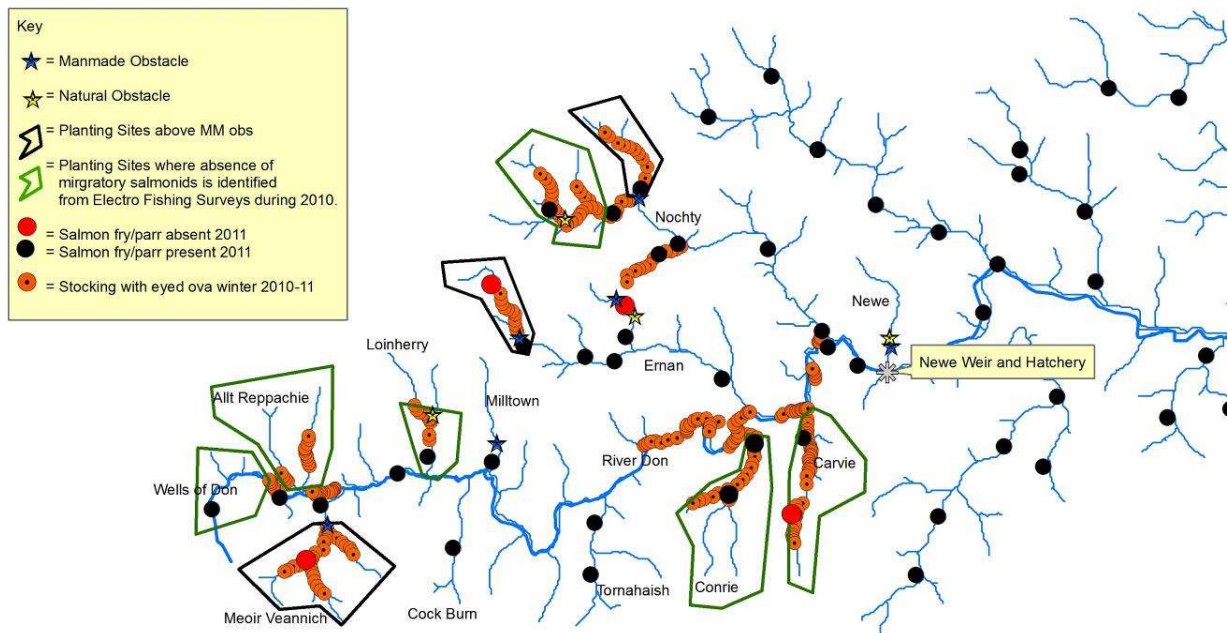 Key
= Manmade Obstacle
= Natural Obstacle
= Planting Sites above MM obs
= Planting Sites where absence of
mirgratory salmonids is identified
from Electro Fishing Surveys during 2010.
= Salmon fry/parr absent 2011
= Salmon fry/parr present 2011
= Stocking with eyed ova winter 2010-11
Nochty
Newe
Newe Weir and Hatchery
Loinherry
Ernan
Allt Reppachie
Milltown
River Don
Carvie
Wells of Don
Meoir Veannich
Cock Burn
Tornahaish
Conrie